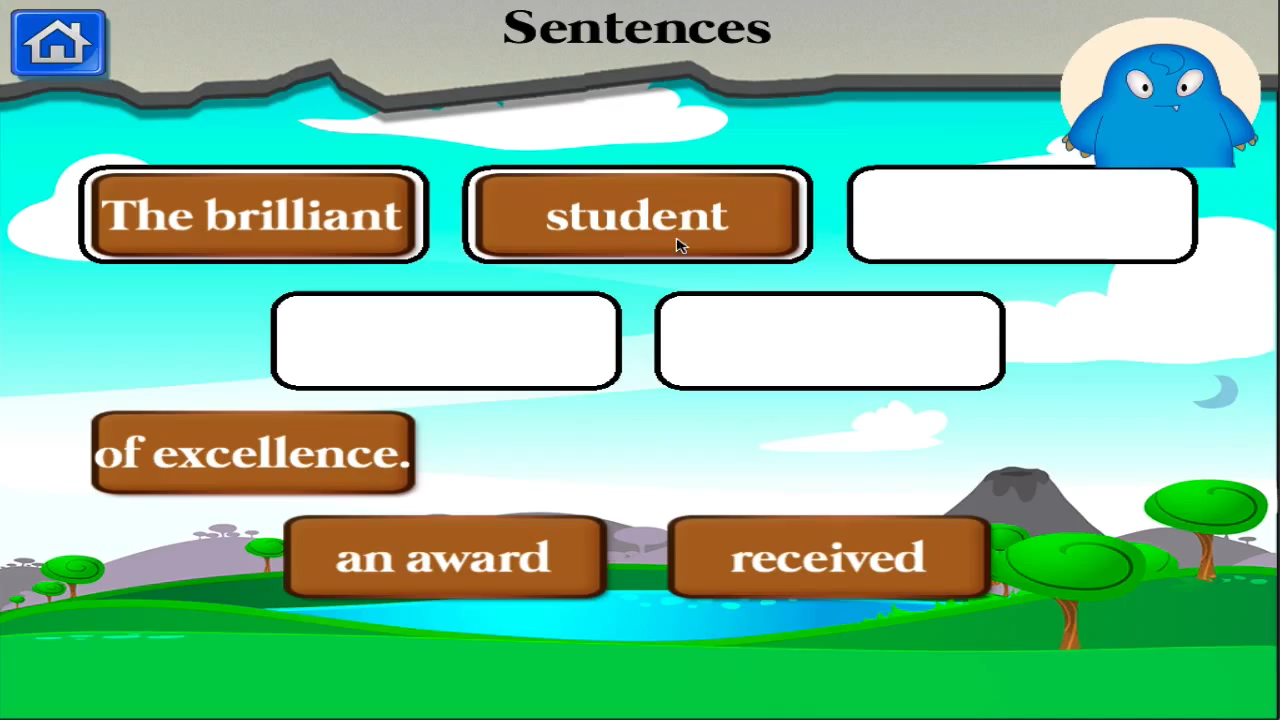 Sentences
The brilliant
student
of excellence.
an award
received